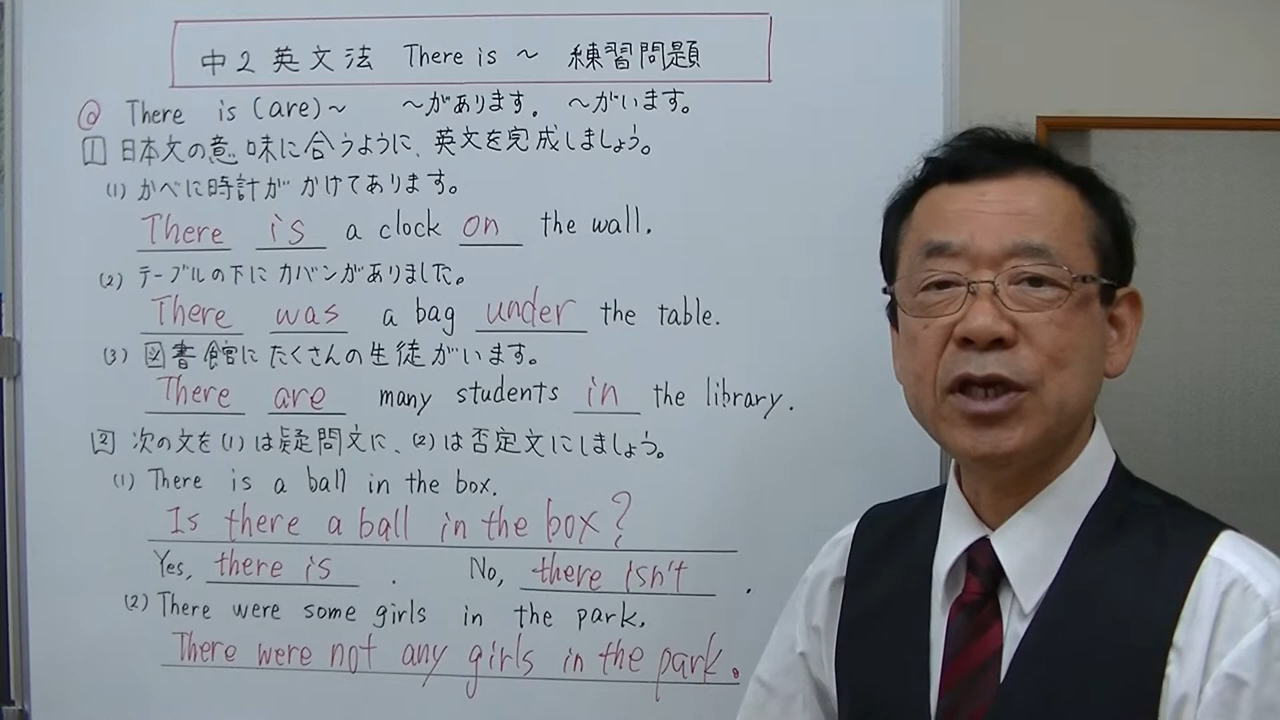 中2英文法 There is ～ 練習問題
◎ There is (are)～ ～があります。 ～がいます。
1 日本文の意味に合うように、英文を完成しましょう。
(1) かべに時計が かけてあります。
There is a clock on the wall.
(2) テーブルの下に カバンがありました。
There was a bag under the table.
(3) 図書館に たくさんの生徒がいます。
There are many students in the library.
2 次の文を(1)は疑問文に、(2)は否定文にしましょう。
(1) There is a ball in the box.
Is there a ball in the box?
Yes, there is . No, there isn't .
(2) There were some girls in the park.
There were not any girls in the park.